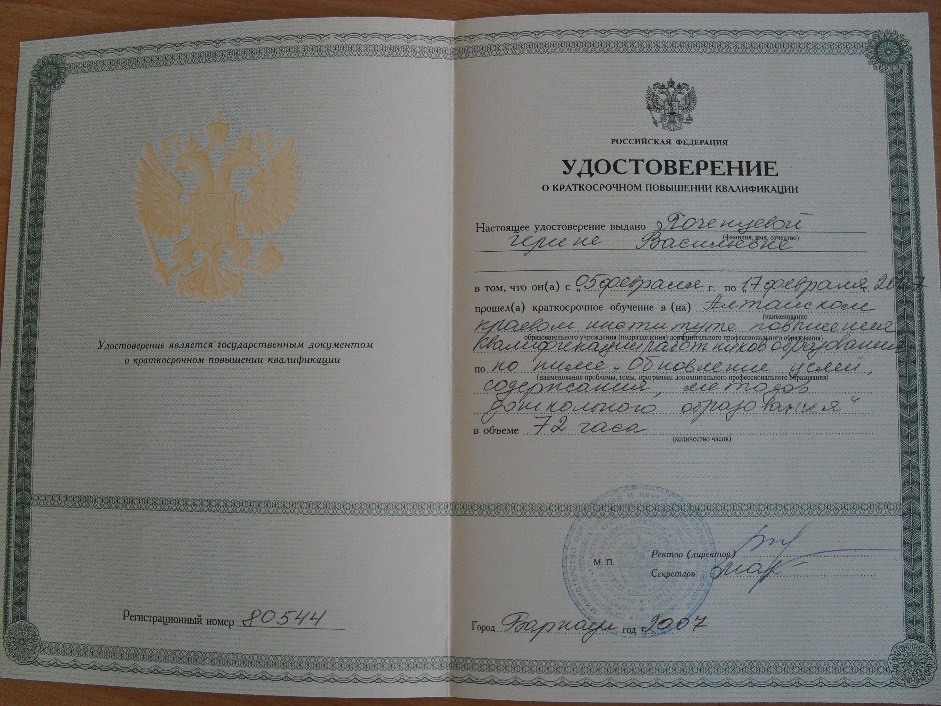 Удостоверение является государственным документом
о краткосрочном повышении квалификации
Регистрационный номер 80544
РОССИЙСКАЯ ФЕДЕРАЦИЯ
УДОСТОВЕРЕНИЕ
О КРАТКОСРОЧНОМ ПОВЫШЕНИИ КВАЛИФИКАЦИИ
Настоящее удостоверение выдано Поченцевой
(фамилия, имя, отчество)
Ирине Васильевне
в том, что он(а) с „05 февраля г. по 17 февраля 2007
прошел(а) краткосрочное обучение в (на) Алтайском
(наименование
краевом институте повышения
образовательного учреждения (подразделения) дополнительного профессионального образования)
квалификации работников образования
по по теме „Обновление целей,
(наименование проблемы, темы, программы дополнительного профессионального образования)
содержания, методов
дошкольного образования"
в объеме 72 часа
(количество часов)
М. П.
Ректор (директор)
Секретарь
Город Барнаул год 2007